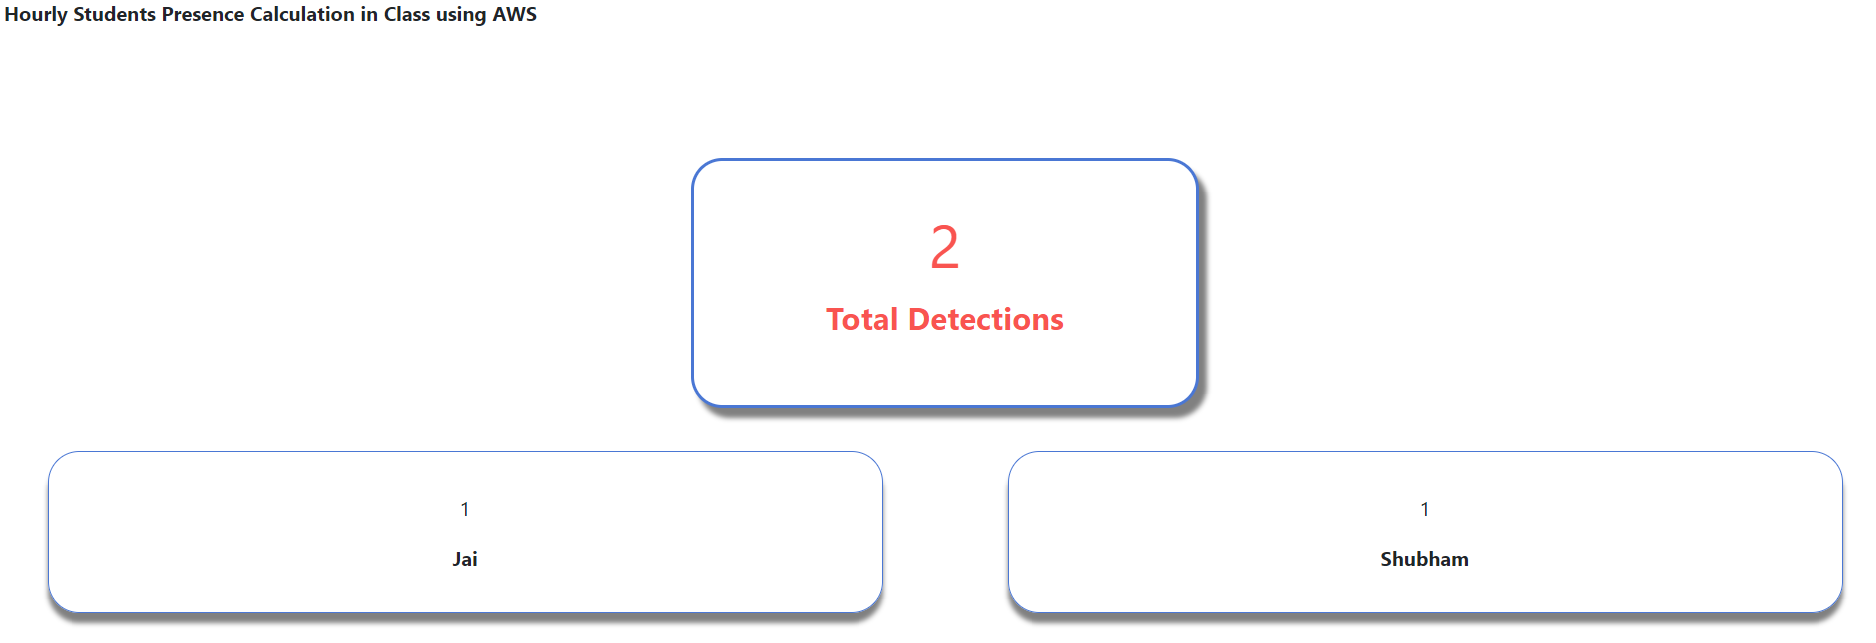 Hourly Students Presence Calculation in Class using AWS
2
Total Detections
1
Jai
1
Shubham